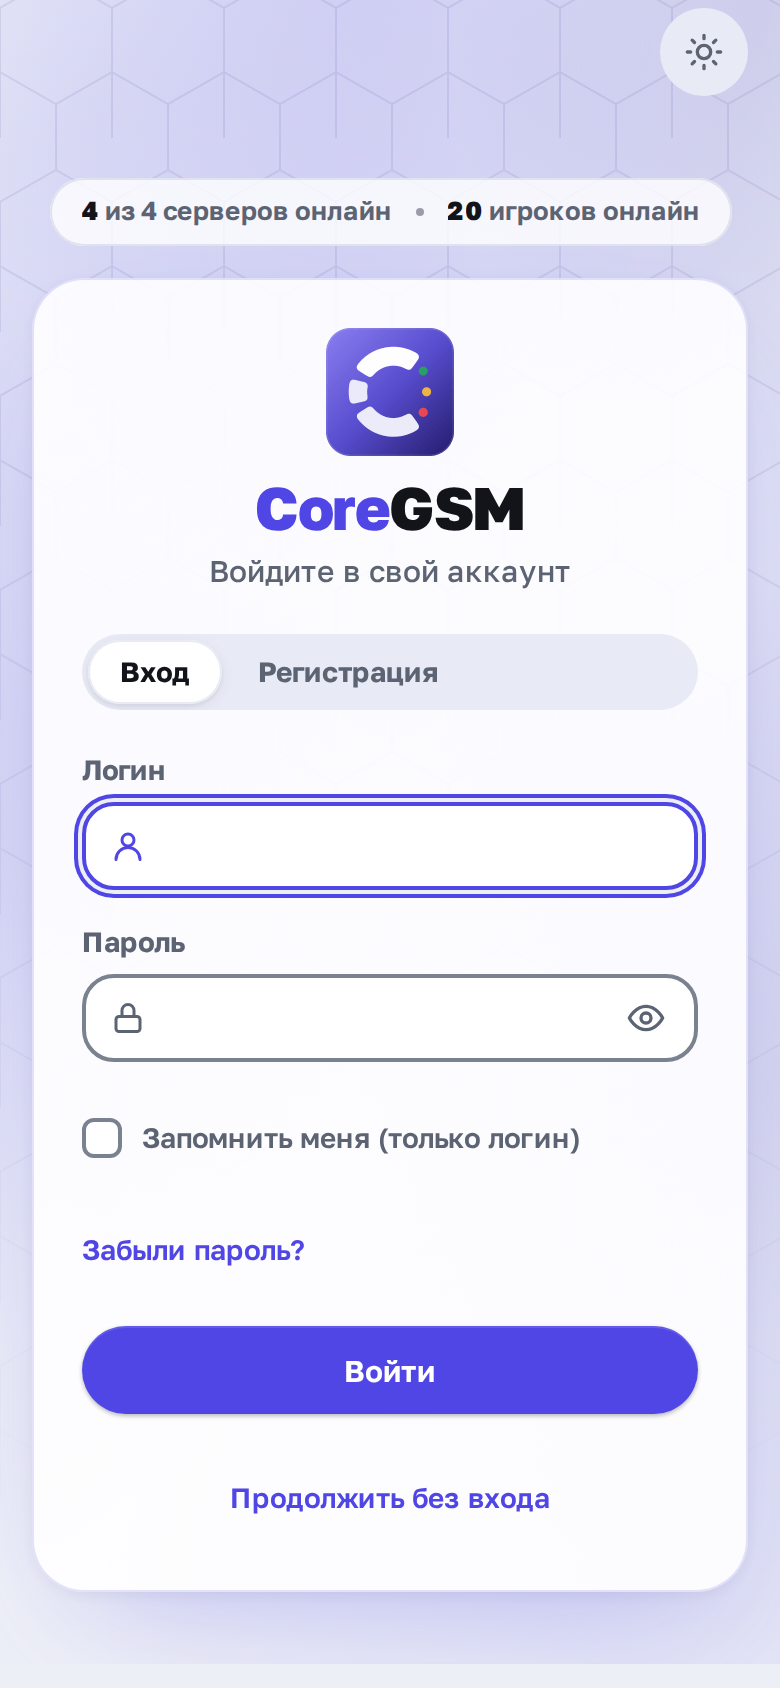 4 из 4 серверов онлайн • 20 игроков онлайн
CoreGSM
Войдите в свой аккаунт
Вход Регистрация
Логин
Пароль
Запомнить меня (только логин)
Забыли пароль?
Войти
Продолжить без входа